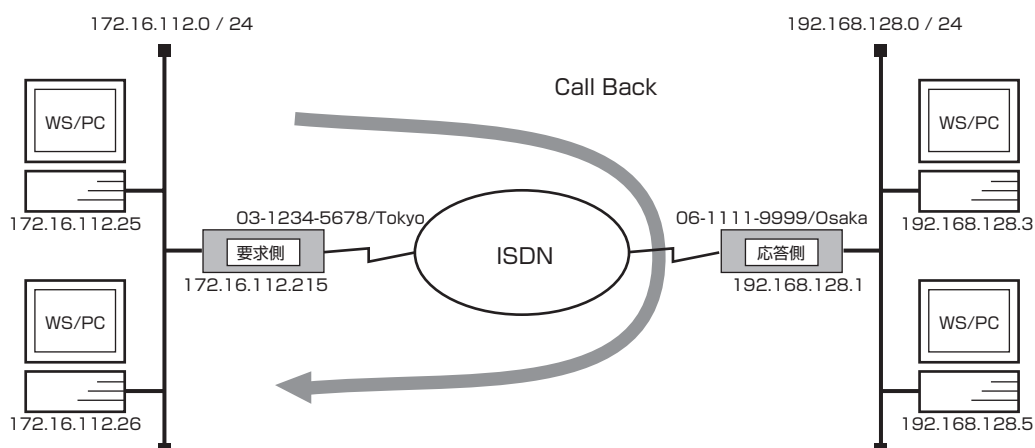 172.16.112.0 / 24
192.168.128.0 / 24
Call Back
WS/PC
WS/PC
172.16.112.25
192.168.128.3
03-1234-5678/Tokyo
06-1111-9999/Osaka
要求側
ISDN
応答側
172.16.112.215
192.168.128.1
WS/PC
WS/PC
172.16.112.26
192.168.128.5